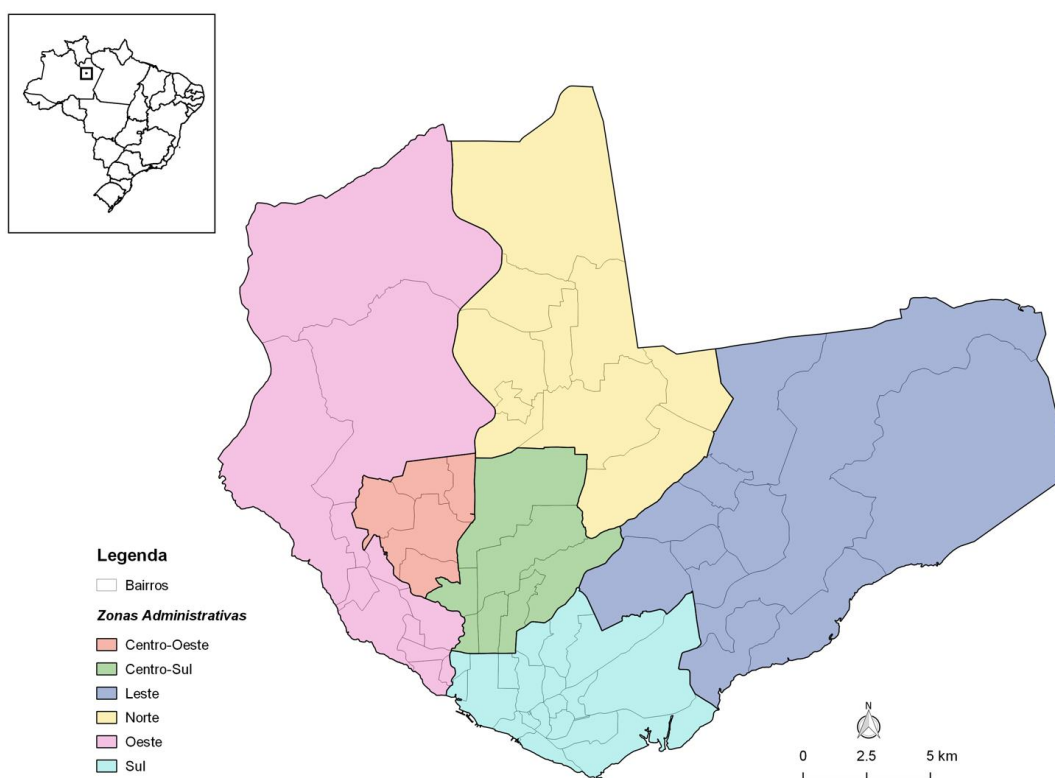 Legenda
Bairros
Zonas Administrativas
Centro-Oeste
Centro-Sul
Leste
Norte
Oeste
Sul
N
0 2.5 5 km